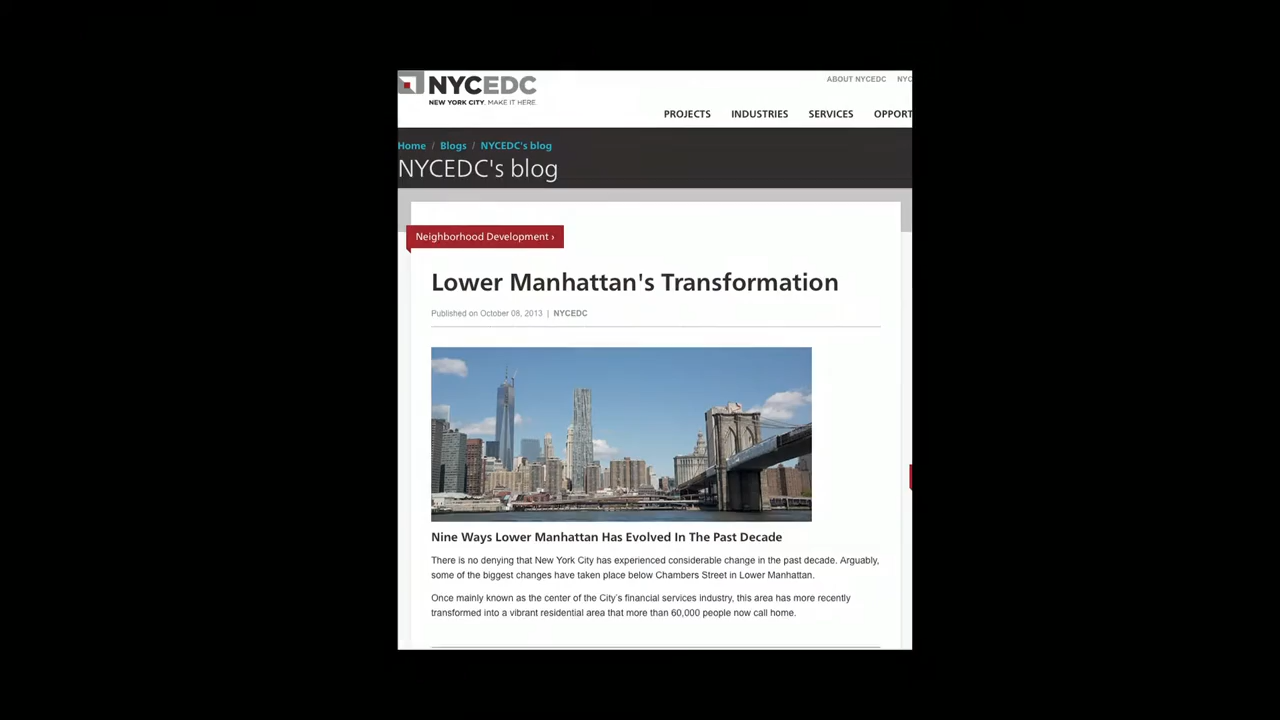 NYCEDC
NEW YORK CITY. MAKE IT HERE.
ABOUT NYCEDC NYC
PROJECTS INDUSTRIES SERVICES OPPORT
Home / Blogs / NYCEDC's blog
NYCEDC's blog
Neighborhood Development ›
Lower Manhattan's Transformation
Published on October 08, 2013 | NYCEDC
Nine Ways Lower Manhattan Has Evolved In The Past Decade
There is no denying that New York City has experienced considerable change in the past decade. Arguably,
some of the biggest changes have taken place below Chambers Street in Lower Manhattan.
Once mainly known as the center of the City's financial services industry, this area has more recently
transformed into a vibrant residential area that more than 60,000 people now call home.